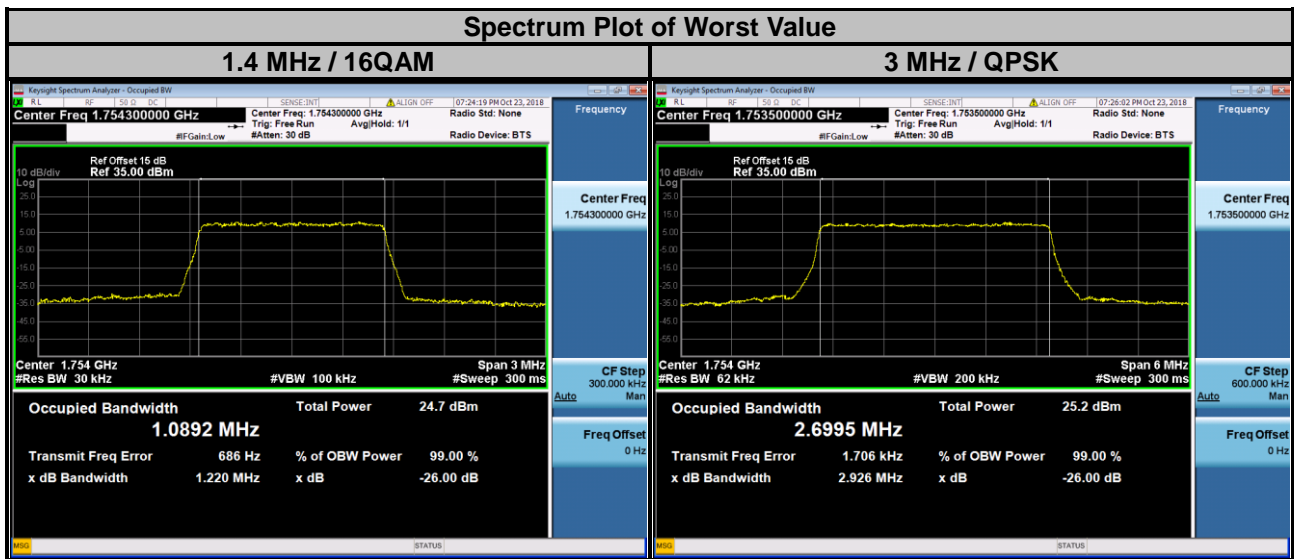 Spectrum Plot of Worst Value
1.4 MHz / 16QAM
3 MHz / QPSK
Keysight Spectrum Analyzer - Occupied BW
RL RF 50 Ω DC SENSE:INT ALIGN OFF 07:24:19 PM Oct 23, 2018
Center Freq 1.754300000 GHz
Center Freq: 1.754300000 GHz Radio Std: None
Trig: Free Run Avg|Hold: 1/1
#IFGain:Low #Atten: 30 dB Radio Device: BTS
Ref Offset 15 dB
10 dB/div Ref 35.00 dBm
Log
25.0
15.0
5.00
-5.00
-15.0
-25.0
-35.0
-45.0
-55.0
Center 1.754 GHz Span 3 MHz
#Res BW 30 kHz #VBW 100 kHz #Sweep 300 ms
Occupied Bandwidth Total Power 24.7 dBm
1.0892 MHz
Transmit Freq Error 686 Hz % of OBW Power 99.00 %
x dB Bandwidth 1.220 MHz x dB -26.00 dB
MSG STATUS
Frequency
Center Freq
1.754300000 GHz
CF Step
300.000 kHz
Auto Man
Freq Offset
0 Hz
Keysight Spectrum Analyzer - Occupied BW
RL RF 50 Ω DC SENSE:INT ALIGN OFF 07:26:02 PM Oct 23, 2018
Center Freq 1.753500000 GHz
Center Freq: 1.753500000 GHz Radio Std: None
Trig: Free Run Avg|Hold: 1/1
#IFGain:Low #Atten: 30 dB Radio Device: BTS
Ref Offset 15 dB
10 dB/div Ref 35.00 dBm
Log
25.0
15.0
5.00
-5.00
-15.0
-25.0
-35.0
-45.0
-55.0
Center 1.754 GHz Span 6 MHz
#Res BW 62 kHz #VBW 200 kHz #Sweep 300 ms
Occupied Bandwidth Total Power 25.2 dBm
2.6995 MHz
Transmit Freq Error 1.706 kHz % of OBW Power 99.00 %
x dB Bandwidth 2.926 MHz x dB -26.00 dB
MSG STATUS
Frequency
Center Freq
1.753500000 GHz
CF Step
600.000 kHz
Auto Man
Freq Offset
0 Hz